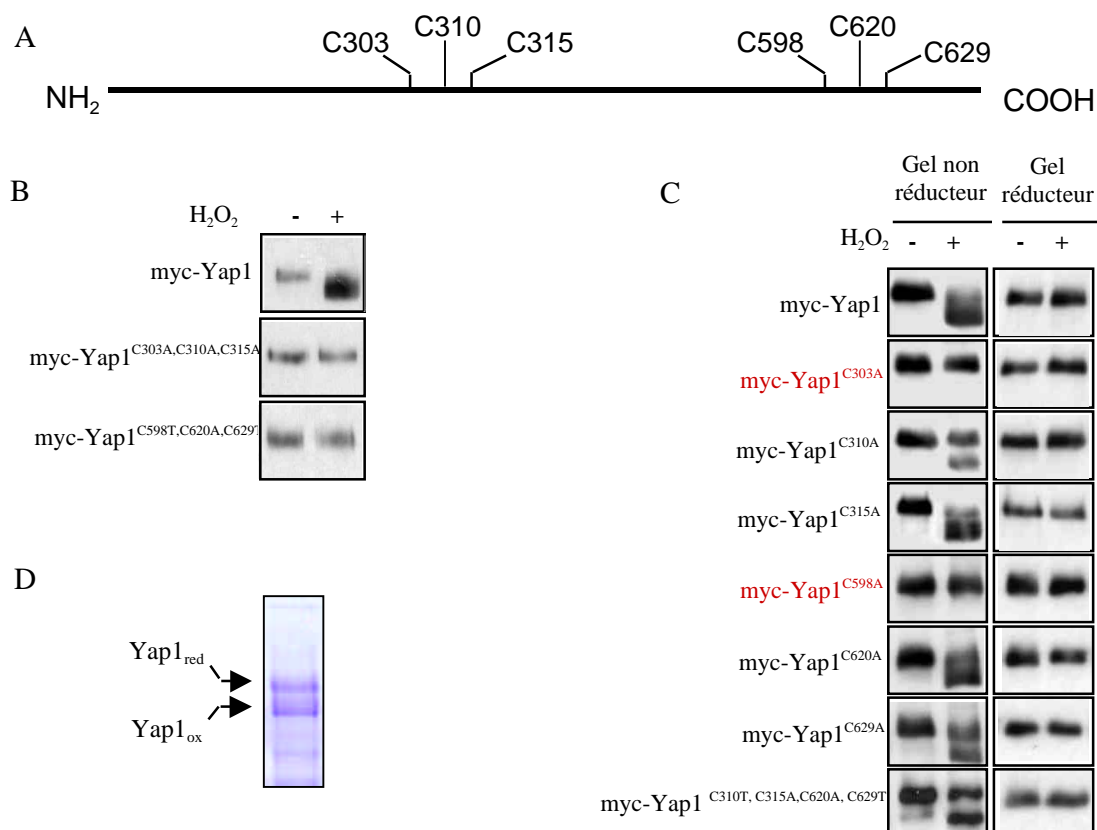 A
C303
C310
C315
C598
C620
C629
NH2
COOH
B
H2O2 - +
myc-Yap1
myc-Yap1C303A,C310A,C315A
myc-Yap1C598T,C620A,C629T
C
Gel non
réducteur
Gel
réducteur
H2O2 - + - +
myc-Yap1
myc-Yap1C303A
myc-Yap1C310A
myc-Yap1C315A
myc-Yap1C598A
myc-Yap1C620A
myc-Yap1C629A
myc-Yap1 C310T, C315A,C620A, C629T
D
Yap1red
Yap1ox